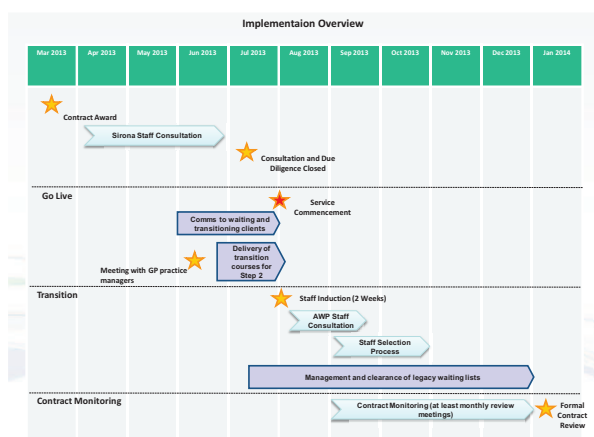 Implementaion Overview
Mar 2013 Apr 2013 May 2013 Jun 2013 Jul 2013 Aug 2013 Sep 2013 Oct 2013 Nov 2013 Dec 2013 Jan 2014
Contract Award
Sirona Staff Consultation
Consultation and Due
Diligence Closed
Go Live
Service
Commencement
Comms to waiting and
transitioning clients
Delivery of
transition
courses for
Step 2
Meeting with GP practice
managers
Transition
Staff Induction (2 Weeks)
AWP Staff
Consultation
Staff Selection
Process
Management and clearance of legacy waiting lists
Contract Monitoring
Contract Monitoring (at least monthly review
meetings)
Formal
Contract
Review